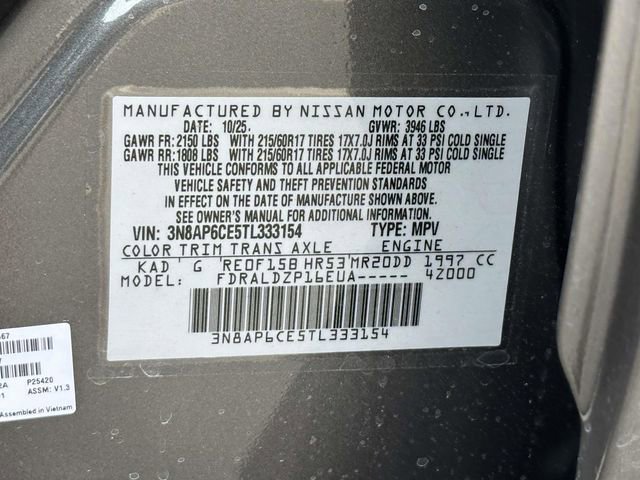 MANUFACTURED BY NISSAN MOTOR CO.,LTD.
DATE: 10/25 GVWR: 3946 LBS
GAWR FR: 2150 LBS WITH 215/60R17 TIRES 17X7.0J RIMS AT 33 PSI COLD SINGLE
GAWR RR: 1808 LBS WITH 215/60R17 TIRES 17X7.0J RIMS AT 33 PSI COLD SINGLE
THIS VEHICLE CONFORMS TO ALL APPLICABLE FEDERAL MOTOR
VEHICLE SAFETY AND THEFT PREVENTION STANDARDS
IN EFFECT ON THE DATE OF MANUFACTURE SHOWN ABOVE.
SEE OWNER'S MANUAL FOR ADDITIONAL INFORMATION
VIN: 3N8AP6CE5TL333154 TYPE: MPV
COLOR TRIM TRANS AXLE ENGINE
KAD G RE0F15B HR53 MR20DD 1997 CC
MODEL: FDRALDZP16EUA----- 4Z000
3N8AP6CE5TL333154
P25420
ASSM: V1.3
Assembled in Vietnam